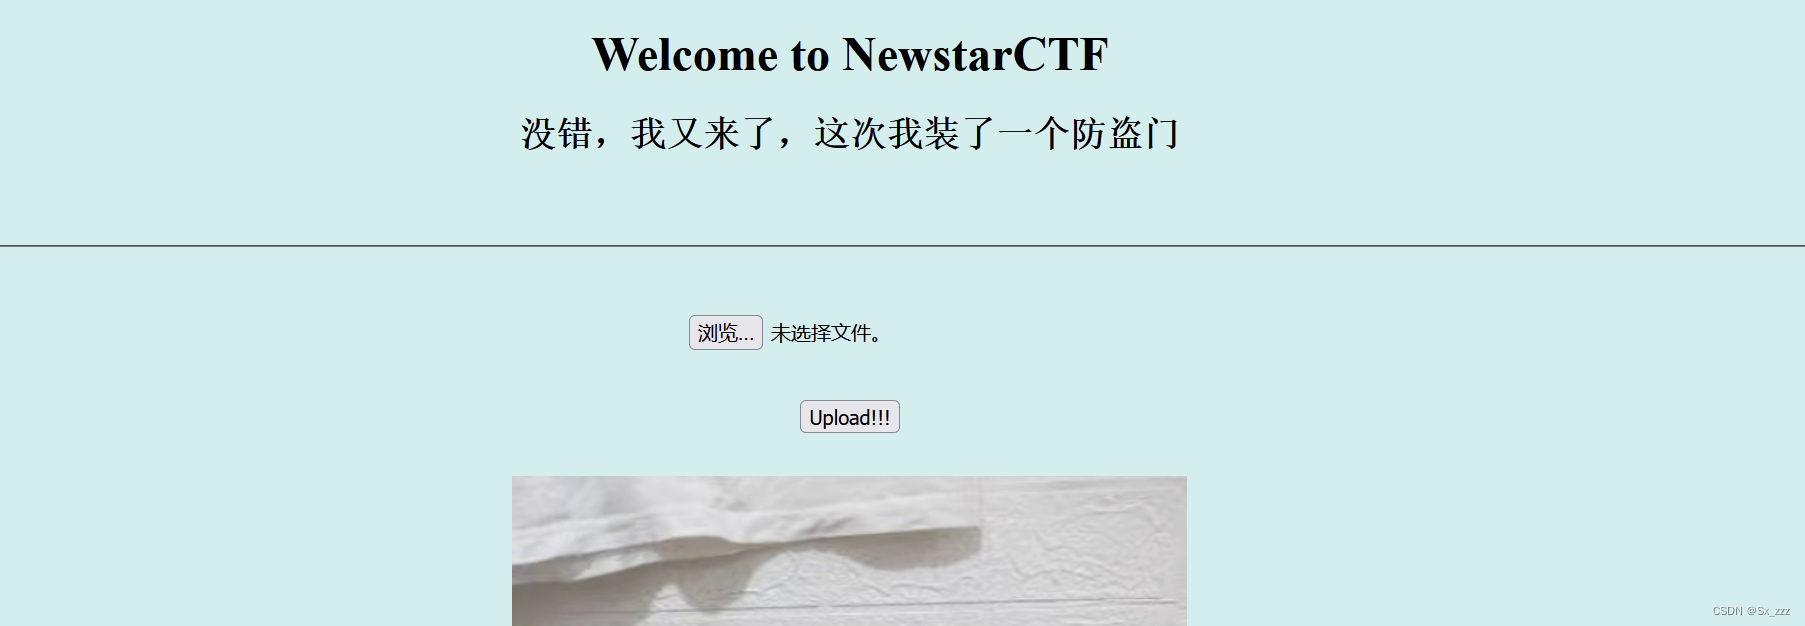 Welcome to NewstarCTF
没错，我又来了，这次我装了一个防盗门
浏览... 未选择文件。
Upload!!!
CSDN @Sx_zzz